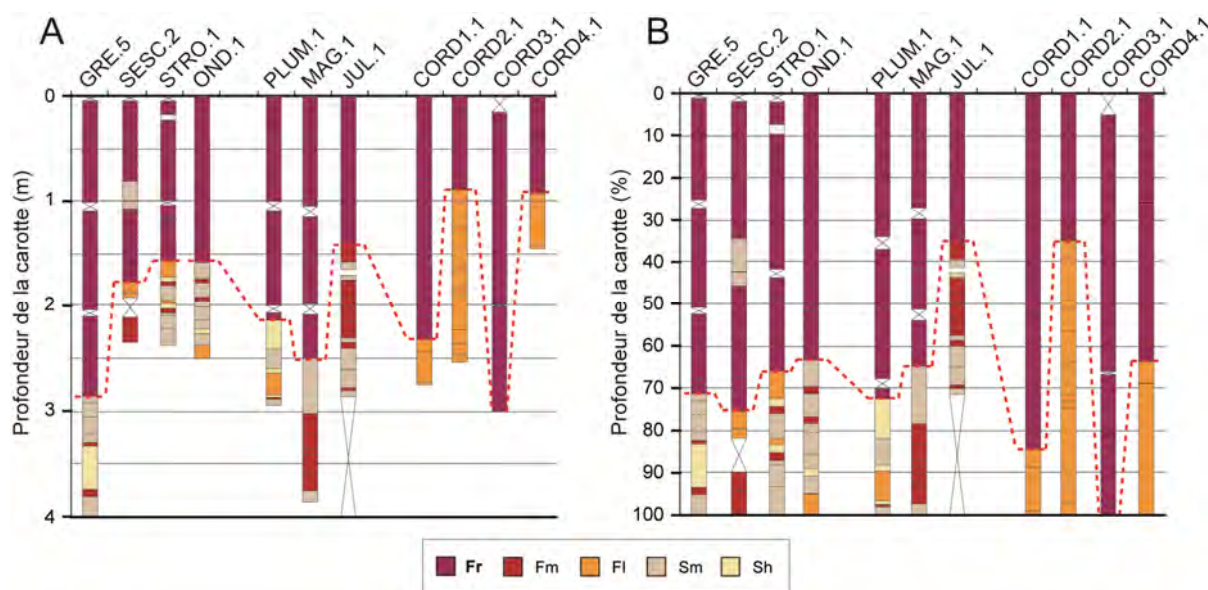 A
GRE.5
SESC.2
STRO.1
OND.1
PLUM.1
MAG.1
JUL.1
CORD1.1
CORD2.1
CORD3.1
CORD4.1
Profondeur de la carotte (m)
0
1
2
3
4
B
GRE.5
SESC.2
STRO.1
OND.1
PLUM.1
MAG.1
JUL.1
CORD1.1
CORD2.1
CORD3.1
CORD4.1
Profondeur de la carotte (%)
0
10
20
30
40
50
60
70
80
90
100
Fr Fm Fl Sm Sh